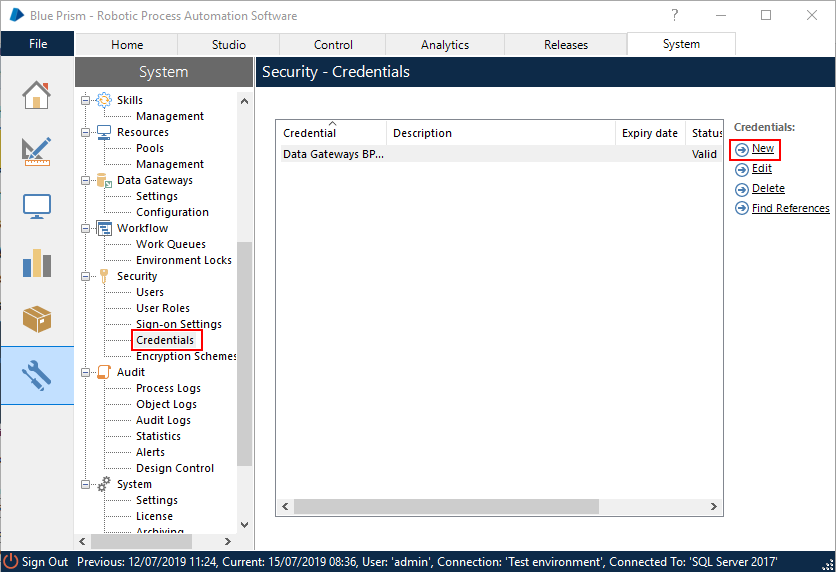 Blue Prism - Robotic Process Automation Software
?
File Home Studio Control Analytics Releases System
System
Security - Credentials
Skills
Management
Resources
Pools
Management
Data Gateways
Settings
Configuration
Workflow
Work Queues
Environment Locks
Security
Users
User Roles
Sign-on Settings
Credentials
Encryption Schemes
Audit
Process Logs
Object Logs
Audit Logs
Statistics
Alerts
Design Control
System
Settings
License
Archiving
Credential Description Expiry date Status
Data Gateways BP... Valid
Credentials:
New
Edit
Delete
Find References
Sign Out Previous: 12/07/2019 11:24, Current: 15/07/2019 08:36, User: 'admin', Connection: 'Test environment', Connected To: 'SQL Server 2017'